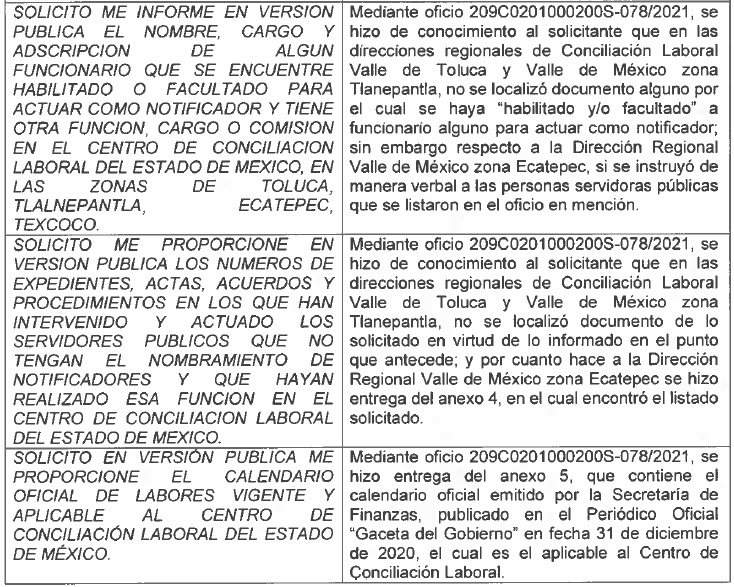 SOLICITO ME INFORME EN VERSION
PUBLICA EL NOMBRE, CARGO Y
ADSCRIPCION DE ALGUN
FUNCIONARIO QUE SE ENCUENTRE
HABILITADO O FACULTADO PARA
ACTUAR COMO NOTIFICADOR Y TIENE
OTRA FUNCION, CARGO O COMISION
EN EL CENTRO DE CONCILIACION
LABORAL DEL ESTADO DE MEXICO, EN
LAS ZONAS DE TOLUCA,
TLALNEPANTLA, ECATEPEC,
TEXCOCO.
Mediante oficio 209C0201000200S-078/2021, se
hizo de conocimiento al solicitante que en las
direcciones regionales de Conciliación Laboral
Valle de Toluca y Valle de México zona
Tlanepantla, no se localizó documento alguno por
el cual se haya “habilitado y/o facultado” a
funcionario alguno para actuar como notificador;
sin embargo respecto a la Dirección Regional
Valle de México zona Ecatepec, si se instruyó de
manera verbal a las personas servidoras públicas
que se listaron en el oficio en mención.
SOLICITO ME PROPORCIONE EN
VERSION PUBLICA LOS NUMEROS DE
EXPEDIENTES, ACTAS, ACUERDOS Y
PROCEDIMIENTOS EN LOS QUE HAN
INTERVENIDO Y ACTUADO LOS
SERVIDORES PUBLICOS QUE NO
TENGAN EL NOMBRAMIENTO DE
NOTIFICADORES Y QUE HAYAN
REALIZADO ESA FUNCION EN EL
CENTRO DE CONCILIACION LABORAL
DEL ESTADO DE MEXICO.
Mediante oficio 209C0201000200S-078/2021, se
hizo de conocimiento al solicitante que en las
direcciones regionales de Conciliación Laboral
Valle de Toluca y Valle de México zona
Tlanepantla, no se localizó documento de lo
solicitado en virtud de lo informado en el punto
que antecede; y por cuanto hace a la Dirección
Regional Valle de México zona Ecatepec se hizo
entrega del anexo 4, en el cual encontró el listado
solicitado.
SOLICITO EN VERSIÓN PUBLICA ME
PROPORCIONE EL CALENDARIO
OFICIAL DE LABORES VIGENTE Y
APLICABLE AL CENTRO DE
CONCILIACIÓN LABORAL DEL ESTADO
DE MÉXICO.
Mediante oficio 209C0201000200S-078/2021, se
hizo entrega del anexo 5, que contiene el
calendario oficial emitido por la Secretaría de
Finanzas, publicado en el Periódico Oficial
“Gaceta del Gobierno” en fecha 31 de diciembre
de 2020, el cual es el aplicable al Centro de
Conciliación Laboral.